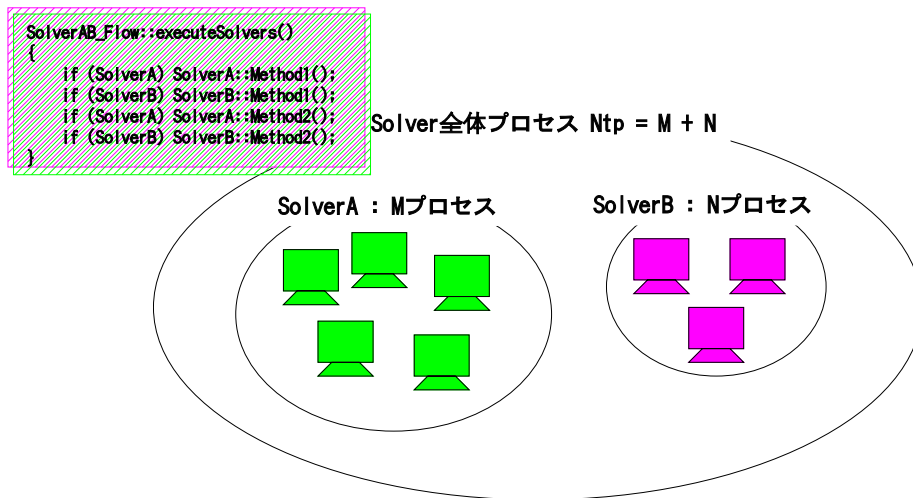 SolverAB_Flow::executeSolvers()
{
    if (SolverA) SolverA::Method1();
    if (SolverB) SolverB::Method1();
    if (SolverA) SolverA::Method2();
    if (SolverB) SolverB::Method2();
}
Solver全体プロセス Ntp = M + N
SolverA : Mプロセス
SolverB : Nプロセス